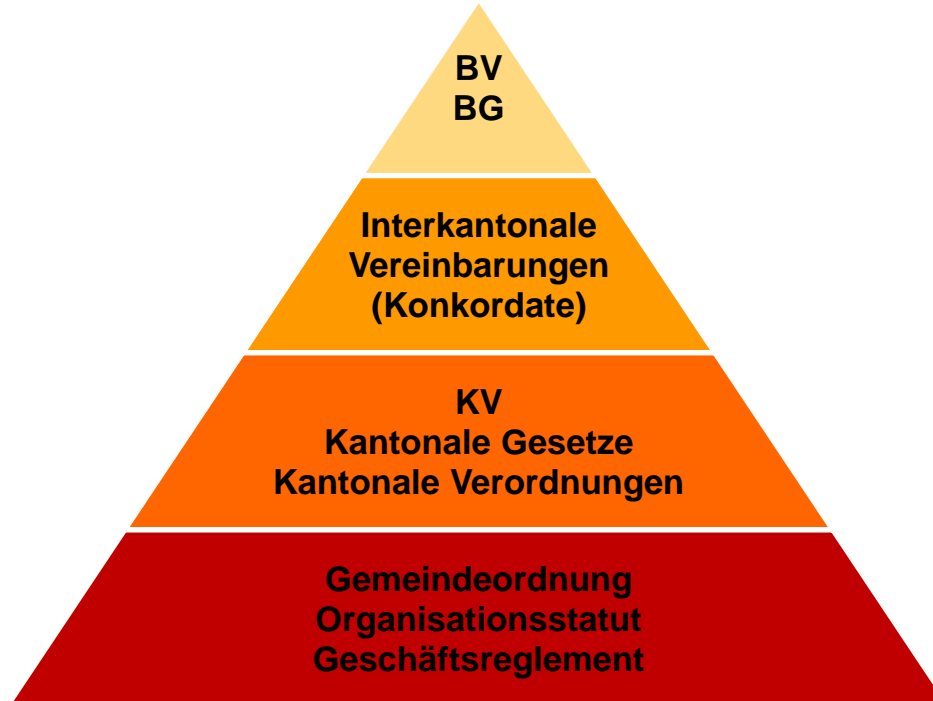 BV
BG
Interkantonale
Vereinbarungen
(Konkordate)
KV
Kantonale Gesetze
Kantonale Verordnungen
Gemeindeordnung
Organisationsstatut
Geschäftsreglement